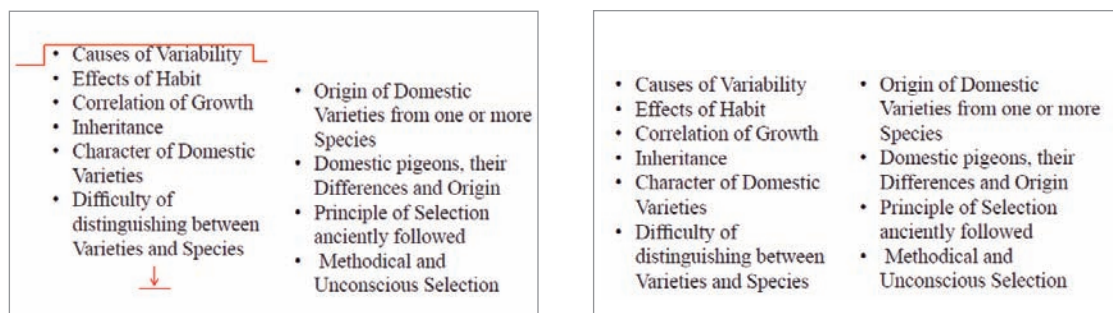 • Causes of Variability
• Effects of Habit
• Correlation of Growth
• Inheritance
• Character of Domestic
Varieties
• Difficulty of
distinguishing between
Varieties and Species
• Origin of Domestic
Varieties from one or more
Species
• Domestic pigeons, their
Differences and Origin
• Principle of Selection
anciently followed
• Methodical and
Unconscious Selection
• Causes of Variability
• Effects of Habit
• Correlation of Growth
• Inheritance
• Character of Domestic
Varieties
• Difficulty of
distinguishing between
Varieties and Species
• Origin of Domestic
Varieties from one or more
Species
• Domestic pigeons, their
Differences and Origin
• Principle of Selection
anciently followed
• Methodical and
Unconscious Selection